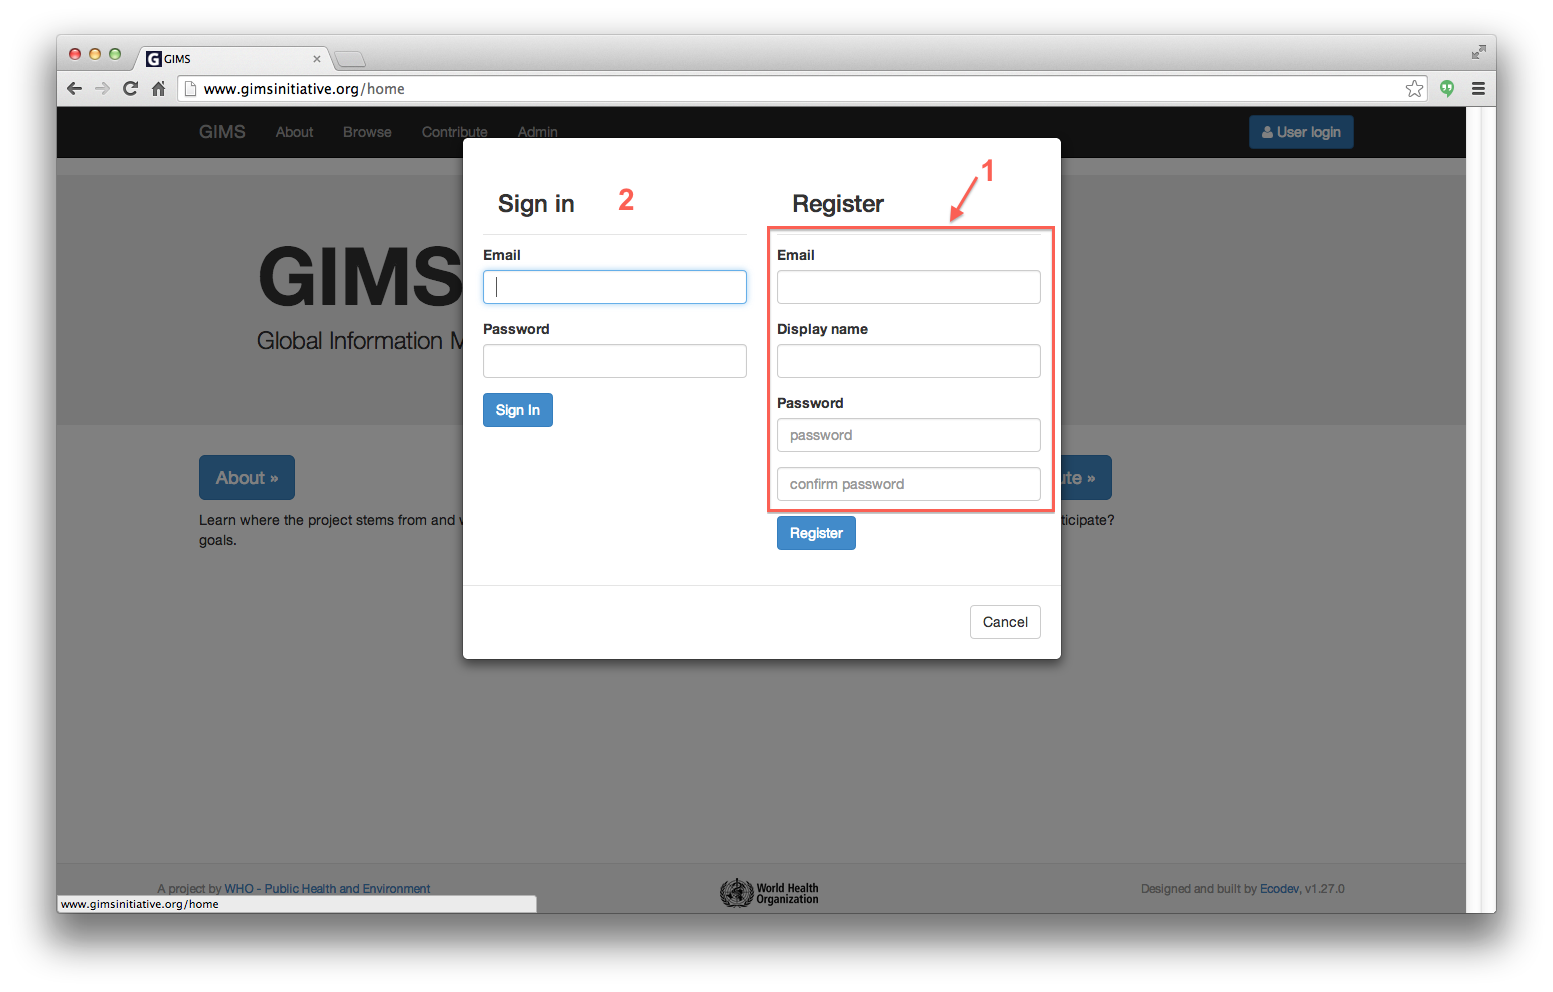 GIMS
www.gimsinitiative.org/home
GIMS About Browse Contribute Admin User login
1
Sign in 2 Register
GIMS
Email Email
Global Information
Password Display name
Password
Sign In
password
About »
confirm password
Learn where the project stems from and
goals.
Register
Cancel
A project by WHO - Public Health and Environment
World Health
Organization
Designed and built by Ecodev, v1.27.0
www.gimsinitiative.org/home